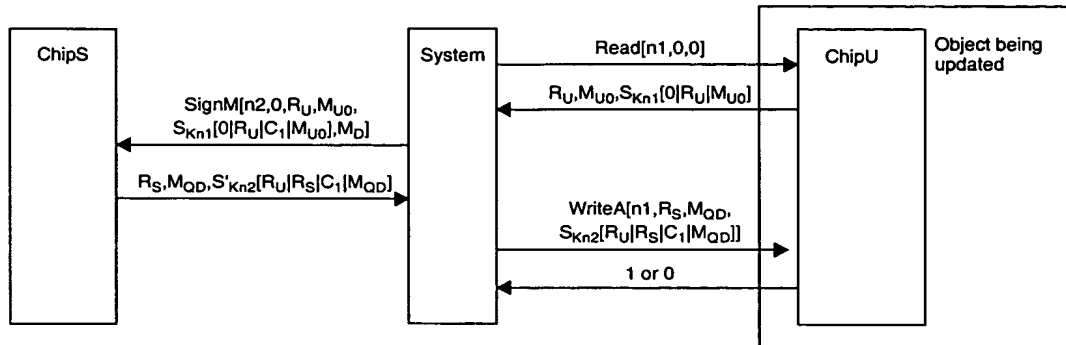 ChipS
System
Read[n1,0,0]
ChipU
Object being
updated
R_U,M_U0,S_Kn1[0|R_U|M_U0]
SignM[n2,0,R_U,M_U0,
S_Kn1[0|R_U|C_1|M_U0],M_D]
R_S,M_QD,S'_Kn2[R_U|R_S|C_1|M_QD]
WriteA[n1,R_S,M_QD,
S_Kn2[R_U|R_S|C_1|M_QD]]
1 or 0